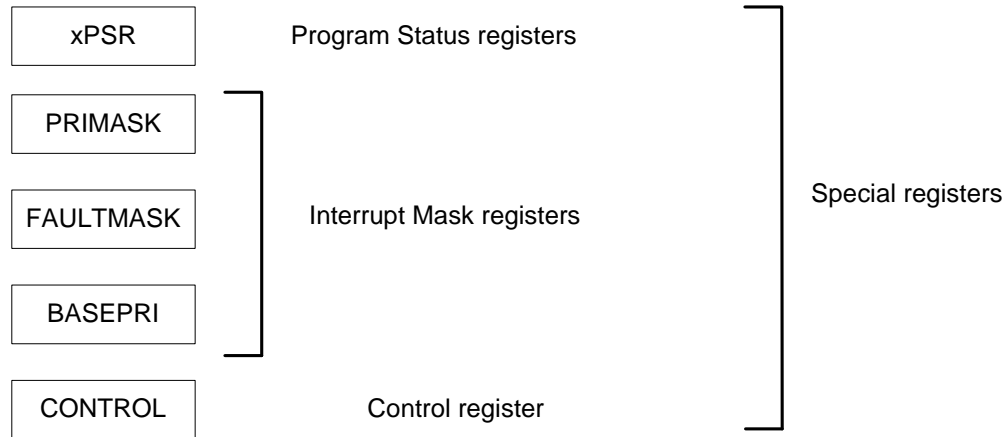 xPSR Program Status registers
PRIMASK
FAULTMASK Interrupt Mask registers Special registers
BASEPRI
CONTROL Control register